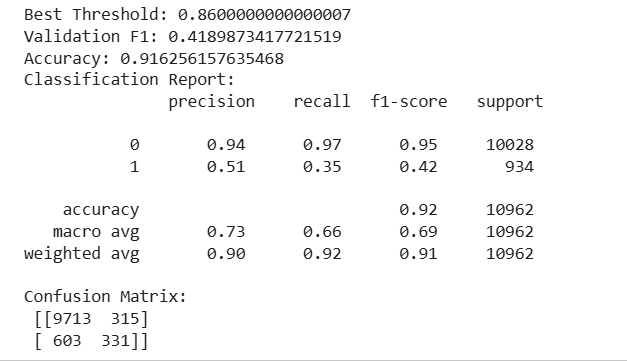 Best Threshold: 0.8600000000000007
Validation F1: 0.4189873417721519
Accuracy: 0.916256157635468
Classification Report:
precision recall f1-score support
0 0.94 0.97 0.95 10028
1 0.51 0.35 0.42 934
accuracy 0.92 10962
macro avg 0.73 0.66 0.69 10962
weighted avg 0.90 0.92 0.91 10962
Confusion Matrix:
[[9713 315]
[ 603 331]]